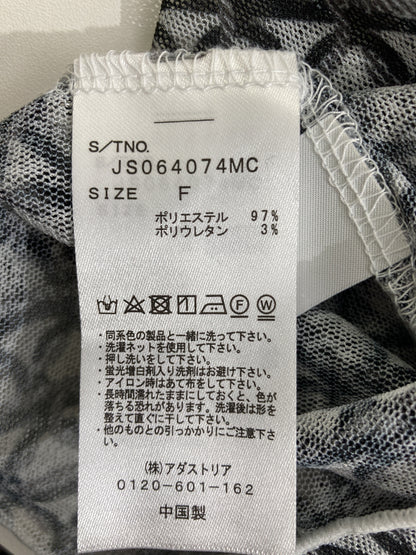 S/TNO.
JS064074MC
SIZE F
ポリエステル 97%
ポリウレタン 3%
・同系色の製品と一緒に洗って下さい。
・洗濯ネットを使用して下さい。
・押し洗いをして下さい。
・蛍光増白剤入り洗剤はお避け下さい。
・アイロン時はあて布をして下さい。
・長時間濡れたままにしておくと、色が
落ちる恐れがあります。洗濯後は形を
整えて直ぐに干して下さい。
・他のものとの引っかかりにご注意下さ
い。
(株)アダストリア
0120-601-162
中国製